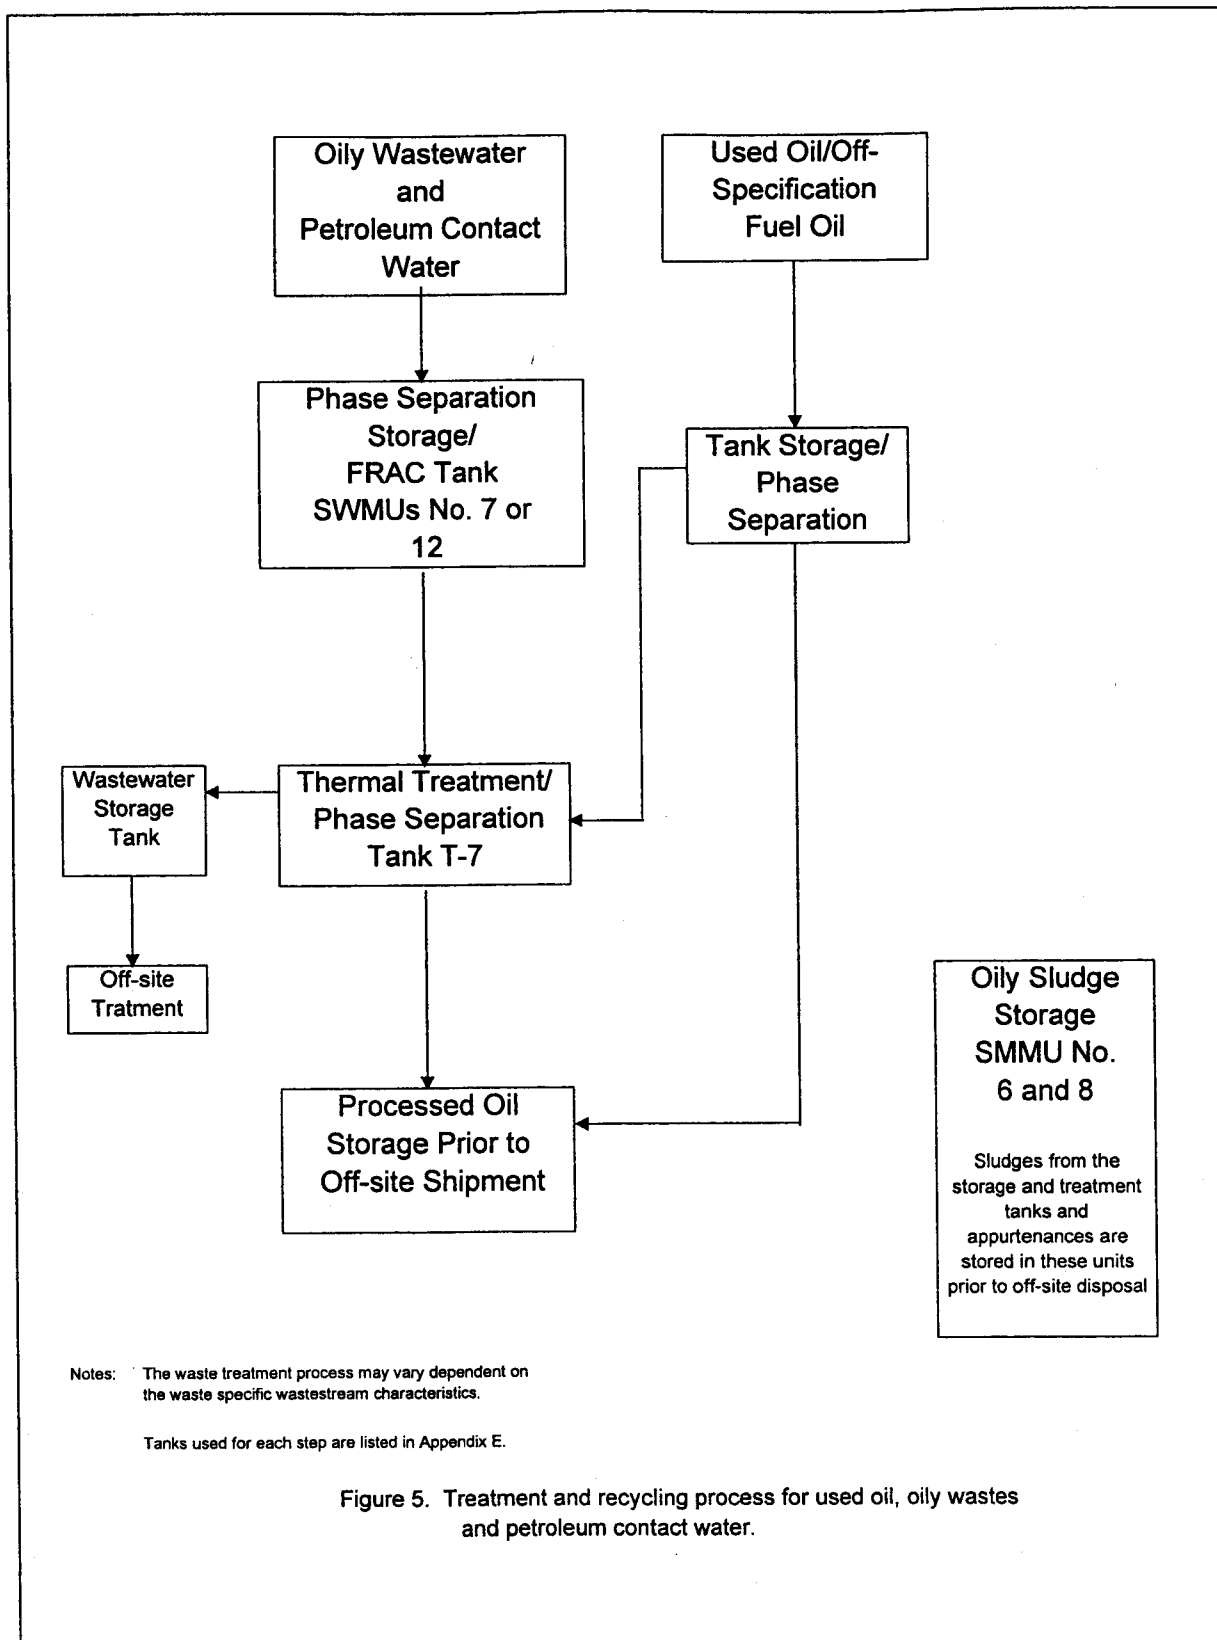 Oily Wastewater
and
Petroleum Contact
Water
Used Oil/Off-
Specification
Fuel Oil
Phase Separation
Storage/
FRAC Tank
SWMUs No. 7 or
12
Tank Storage/
Phase
Separation
Wastewater
Storage
Tank
Thermal Treatment/
Phase Separation
Tank T-7
Off-site
Tratment
Processed Oil
Storage Prior to
Off-site Shipment
Oily Sludge
Storage
SMMU No.
6 and 8
Sludges from the
storage and treatment
tanks and
appurtenances are
stored in these units
prior to off-site disposal
Notes: The waste treatment process may vary dependent on
the waste specific wastestream characteristics.
Tanks used for each step are listed in Appendix E.
Figure 5. Treatment and recycling process for used oil, oily wastes
and petroleum contact water.